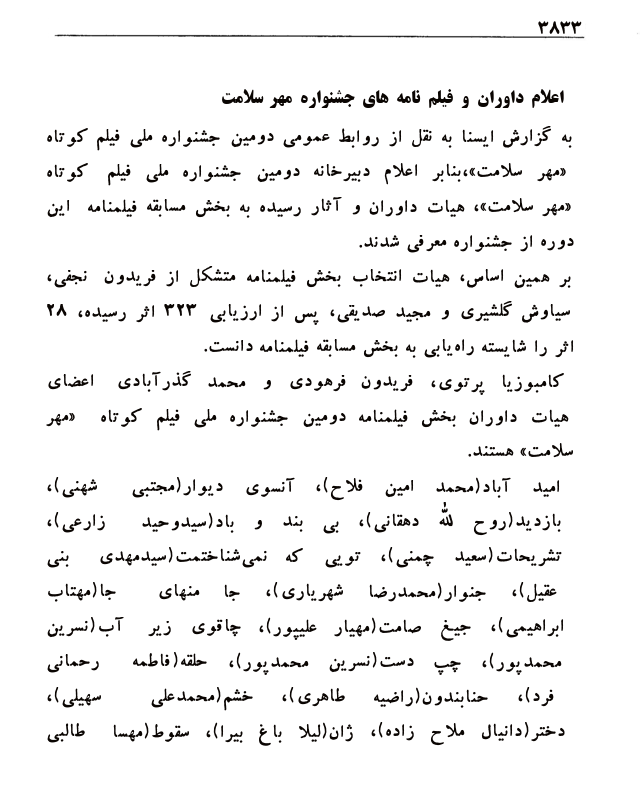 ۳۸۳۳
اعلام داوران و فیلم نامه های جشنواره مهر سلامت
به گزارش ایسنا به نقل از روابط عمومی دومین جشنواره ملی فیلم کوتاه
«مهر سلامت»،بنابر اعلام دبیرخانه دومین جشنواره ملی فیلم کوتاه
«مهر سلامت»، هیات داوران و آثار رسیده به بخش مسابقه فیلمنامه این
دوره از جشنواره معرفی شدند.
بر همین اساس، هیات انتخاب بخش فیلمنامه متشکل از فریدون نجفی،
سیاوش گلشیری و مجید صدیقی، پس از ارزیابی ۳۲۳ اثر رسیده، ۲۸
اثر را شایسته راه‌یابی به بخش مسابقه فیلمنامه دانست.
کامبوزیا پرتوی، فریدون فرهودی و محمد گذرآبادی اعضای
هیات داوران بخش فیلمنامه دومین جشنواره ملی فیلم کوتاه «مهر
سلامت» هستند.
امید آباد(محمد امین فلاح)، آنسوی دیوار(مجتبی شهنی)،
بازدید(روح لله دهقانی)، بی بند و باد(سیدوحید زارعی)،
تشریحات(سعید چمنی)، تویی که نمی‌شناختمت(سیدمهدی بنی
عقیل)، جنوار(محمدرضا شهریاری)، جا منهای جا(مهتاب
ابراهیمی)، جیغ صامت(مهیار علیپور)، چاقوی زیر آب(نسرین
محمدپور)، چپ دست(نسرین محمدپور)، حلقه(فاطمه رحمانی
فرد)، حنابندون(راضیه طاهری)، خشم(محمدعلی سهیلی)،
دختر(دانیال ملاح زاده)، ژان(لیلا باغ بیرا)، سقوط(مهسا طالبی